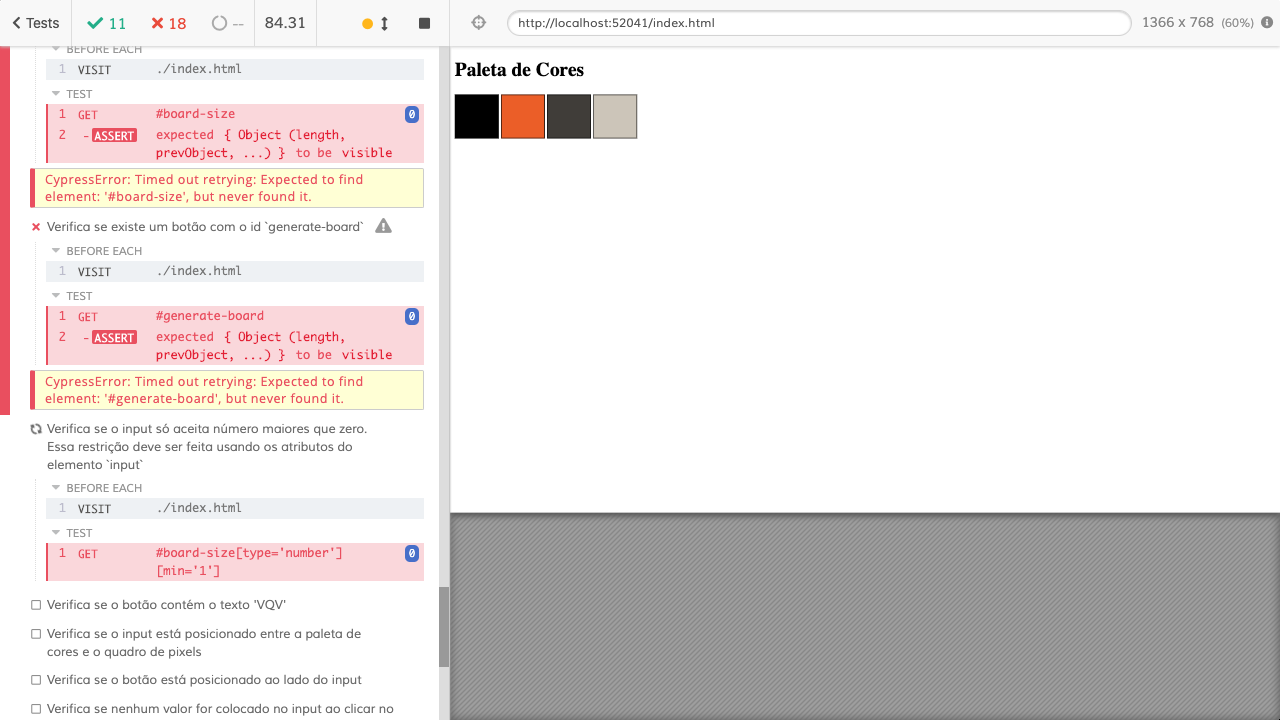 Tests 11 18 -- 84.31 http://localhost:52041/index.html 1366 x 768 (60%)
BEFORE EACH
1 VISIT ./index.html
TEST
1 GET #board-size 0
2 - ASSERT expected { Object (length,
prevObject, ...) } to be visible
CypressError: Timed out retrying: Expected to find
element: '#board-size', but never found it.
Verifica se existe um botão com o id `generate-board`
BEFORE EACH
1 VISIT ./index.html
TEST
1 GET #generate-board 0
2 - ASSERT expected { Object (length,
prevObject, ...) } to be visible
CypressError: Timed out retrying: Expected to find
element: '#generate-board', but never found it.
Verifica se o input só aceita número maiores que zero.
Essa restrição deve ser feita usando os atributos do
elemento `input`
BEFORE EACH
1 VISIT ./index.html
TEST
1 GET #board-size[type='number'] 0
[min='1']
Verifica se o botão contém o texto 'VQV'
Verifica se o input está posicionado entre a paleta de
cores e o quadro de pixels
Verifica se o botão está posicionado ao lado do input
Verifica se nenhum valor for colocado no input ao clicar no
Paleta de Cores